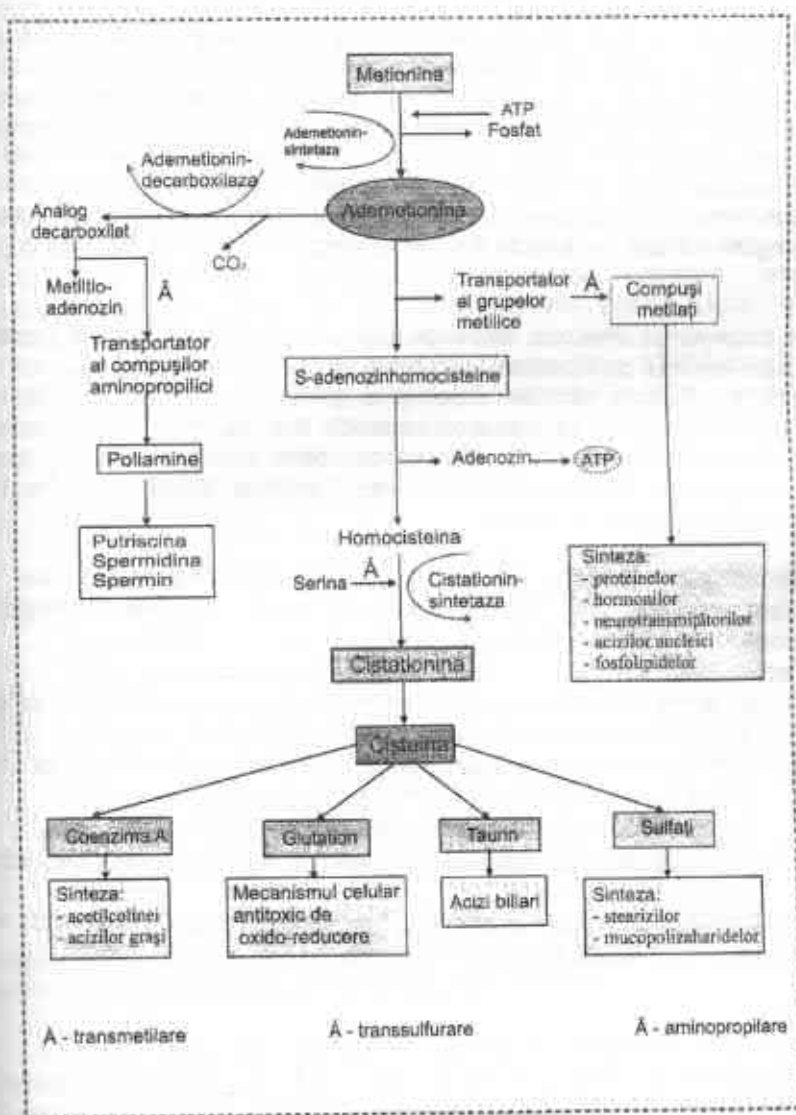 Metionina
ATP
Fosfat
Ademetionin-
sintetaza
Ademetionin-
decarboxilaza
Ademetionina
Analog
decarboxilat
CO₂
Metiltio-
adenozin
Å
Transportator
al grupelor
metilice
Å
Compuși
metilați
Transportator
al compușilor
aminopropilici
S-adenozinhomocisteine
Poliamine
Adenozin
ATP
Putriscina
Spermidina
Spermin
Homocisteina
Serina
Å
Cistationin-
sintetaza
Sinteza:
- proteinelor
- hormonilor
- neurotransmițătorilor
- acizilor nucleici
- fosfolipidelor
Cistationina
Cisteina
Coenzima A
Glutation
Taurin
Sulfați
Sinteza:
- acetilcolinei
- acizilor grași
Mecanismul celular
antitoxic de
oxido-reducere
Acizi biliari
Sinteza:
- stearizilor
- mucopolizaharidelor
Å - transmetilare
Å - transsulfurare
Å - aminopropilare